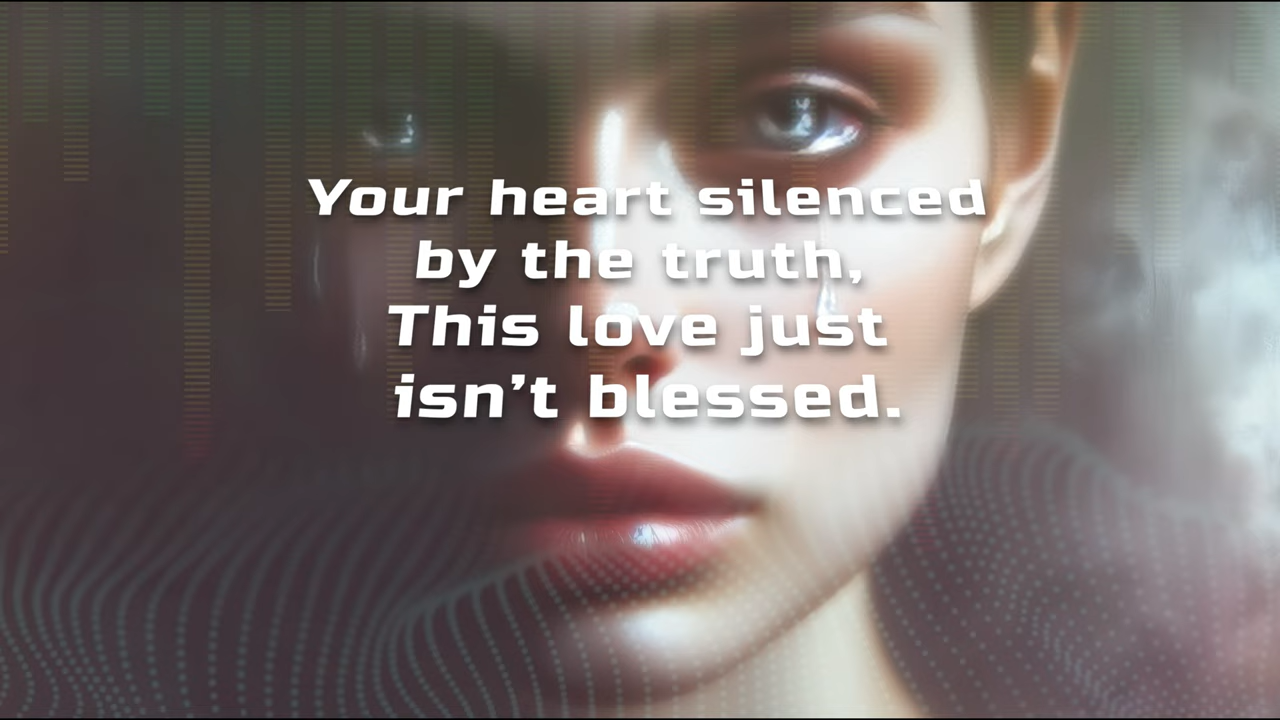 Your heart silenced
by the truth,
This love just
isn’t blessed.